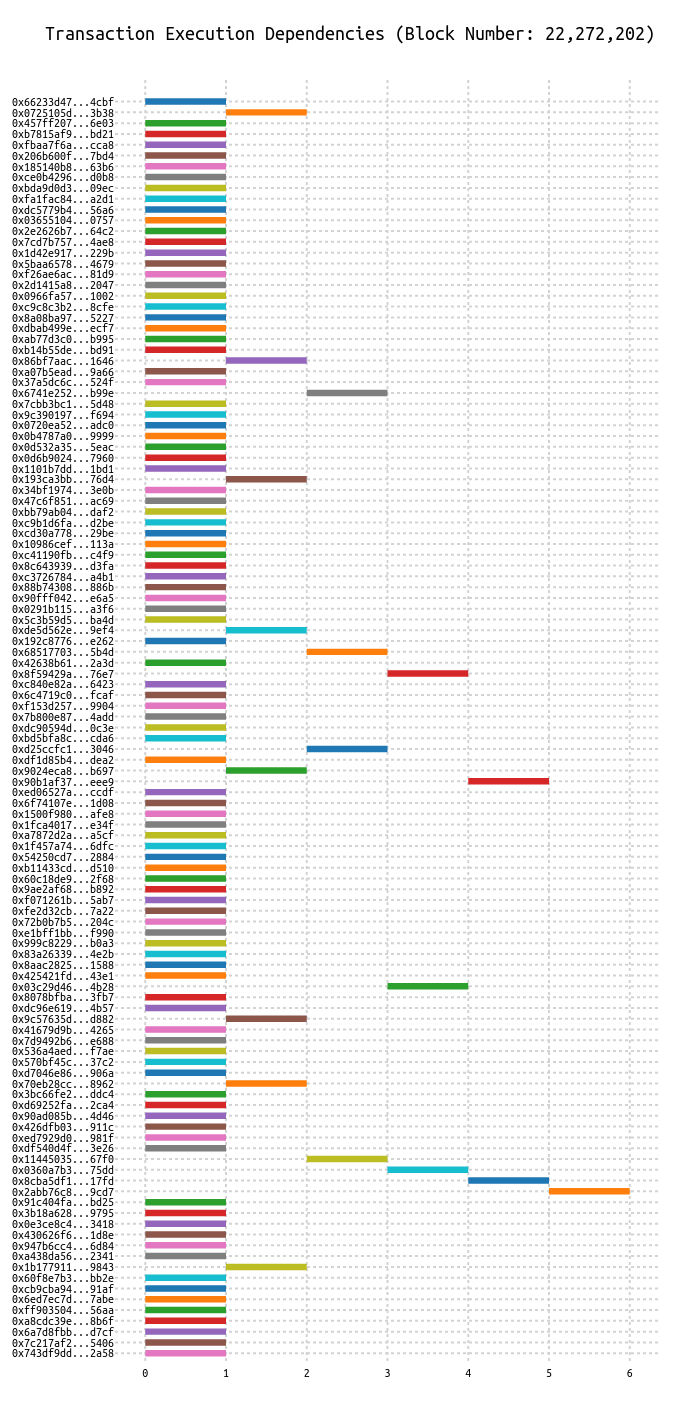 Transaction Execution Dependencies (Block Number: 22,272,202)
0x66233d47...4cbf
0x0725105d...3b38
0x457ff207...6e03
0xb7815af9...bd21
0xfbaa7f6a...cca8
0x206b600f...7bd4
0x185140b8...63b6
0xce0b4296...d0b8
0xbda9d0d3...09ec
0xfa1fac84...a2d1
0xdc5779b4...56a6
0x03655104...0757
0x2e2626b7...64c2
0x7cd7b757...4ae8
0x1d42e917...229b
0x5baa6578...4679
0xf26ae6ac...81d9
0x2d1415a8...2047
0x0966fa57...1002
0xc9c8c3b2...8cfe
0x8a08ba97...5227
0xdbab499e...ecf7
0xab77d3c0...b995
0xb14b55de...bd91
0x86bf7aac...1646
0xa07b5ead...9a66
0x37a5dc6c...524f
0x6741e252...b99e
0x7cbb3bc1...5d48
0x9c390197...f694
0x0720ea52...adc0
0x0b4787a0...9999
0x0d532a35...5eac
0x0d6b9024...7960
0x1101b7dd...1bd1
0x193ca3bb...76d4
0x34bf1974...3e0b
0x47c6f851...ac69
0xbb79ab04...daf2
0xc9b1d6fa...d2be
0xcd30a778...29be
0x10986cef...113a
0xc41190fb...c4f9
0x8c643939...d3fa
0xc3726784...a4b1
0x88b74308...886b
0x90fff042...e6a5
0x0291b115...a3f6
0x5c3b59d5...ba4d
0xde5d562e...9ef4
0x192c8776...e262
0x68517703...5b4d
0x42638b61...2a3d
0x8f59429a...76e7
0xc840e82a...6423
0x6c4719c0...fcaf
0xf153d257...9904
0x7b800e87...4add
0xdc90594d...0c3e
0xbd5bfa8c...cda6
0xd25ccfc1...3046
0xdf1d85b4...dea2
0x9024eca8...b697
0x90b1af37...eee9
0xed06527a...ccdf
0x6f74107e...1d08
0x1500f980...afe8
0x1fca4017...e34f
0xa7872d2a...a5cf
0x1f457a74...6dfc
0x54250cd7...2884
0xb11433cd...d510
0x60c18de9...2f68
0x9ae2af68...b892
0xf071261b...5ab7
0xfe2d32cb...7a22
0x72b0b7b5...204c
0xe1bff1bb...f990
0x999c8229...b0a3
0x83a26339...4e2b
0x8aac2825...1588
0x425421fd...43e1
0x03c29d46...4b28
0x8078bfba...3fb7
0xdc96e619...4b57
0x9c57635d...d882
0x41679d9b...4265
0x7d9492b6...e688
0x536a4aed...f7ae
0x570bf45c...37c2
0xd7046e86...906a
0x70eb28cc...8962
0x3bc66fe2...ddc4
0xd69252fa...2ca4
0x90ad085b...4d46
0x426dfb03...911c
0xed7929d0...981f
0xdf540d4f...3e26
0x11445035...67f0
0x0360a7b3...75dd
0x8cba5df1...17fd
0x2abb76c8...9cd7
0x91c404fa...bd25
0x3b18a628...9795
0x0e3ce8c4...3418
0x430626f6...1d8e
0x947b6cc4...6d84
0xa438da56...2341
0x1b177911...9843
0x60f8e7b3...bb2e
0xcb9cba94...91af
0x6ed7ec7d...7abe
0xff903504...56aa
0xa8cdc39e...8b6f
0x6a7d8fbb...d7cf
0x7c217af2...5406
0x743df9dd...2a58
0 1 2 3 4 5 6